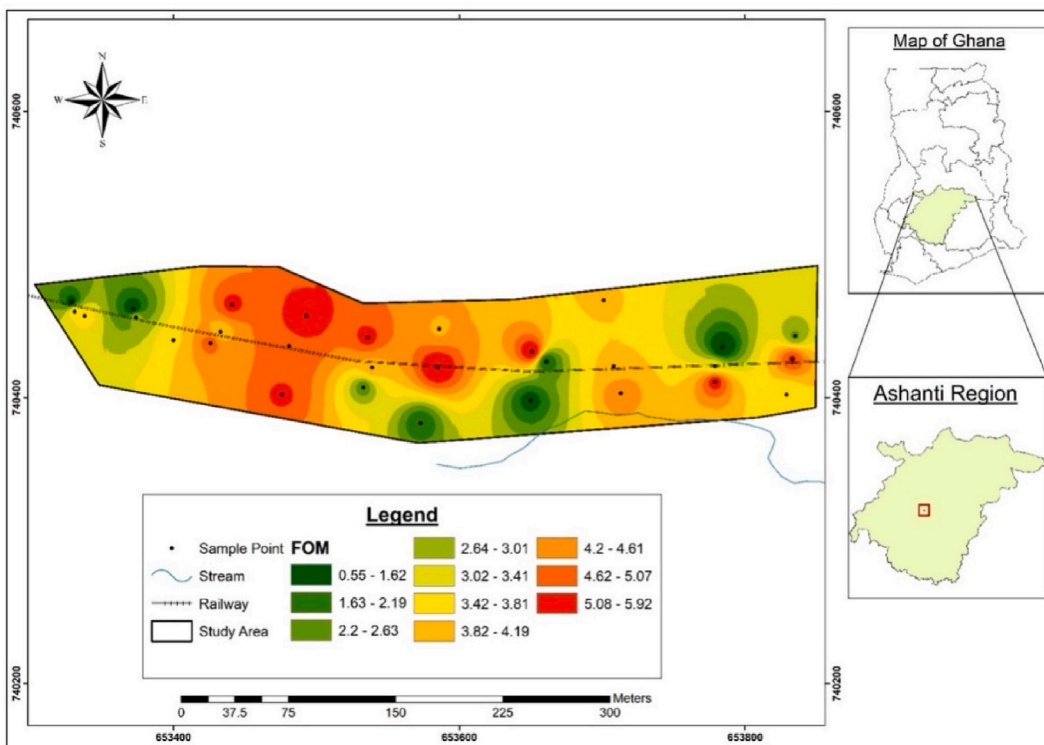 Map of Ghana
N
W E
S
740600
740600
740400
740400
740200
740200
Ashanti Region
Legend
Sample Point
Stream
Railway
Study Area
FOM
0.55 - 1.62
1.63 - 2.19
2.2 - 2.63
2.64 - 3.01
3.02 - 3.41
3.42 - 3.81
3.82 - 4.19
4.2 - 4.61
4.62 - 5.07
5.08 - 5.92
Meters
0 37.5 75 150 225 300
653400 653600 653800